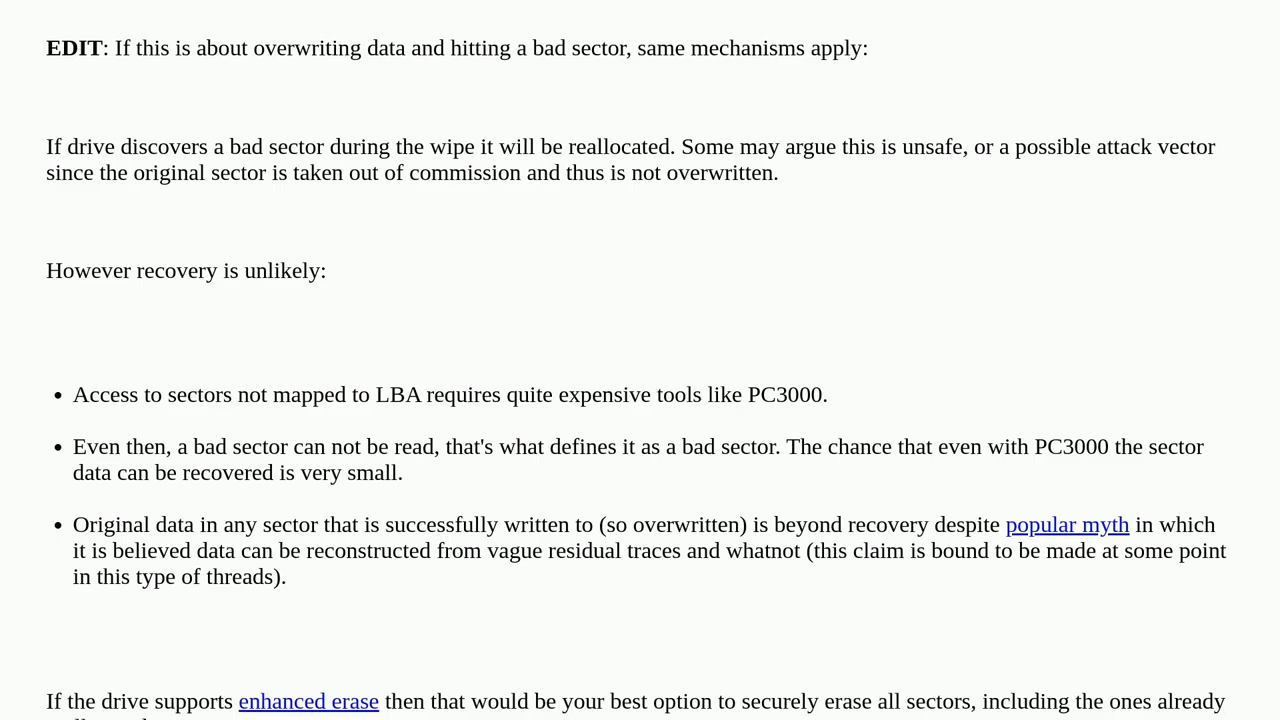 EDIT: If this is about overwriting data and hitting a bad sector, same mechanisms apply:
If drive discovers a bad sector during the wipe it will be reallocated. Some may argue this is unsafe, or a possible attack vector
since the original sector is taken out of commission and thus is not overwritten.
However recovery is unlikely:
• Access to sectors not mapped to LBA requires quite expensive tools like PC3000.
• Even then, a bad sector can not be read, that's what defines it as a bad sector. The chance that even with PC3000 the sector
data can be recovered is very small.
• Original data in any sector that is successfully written to (so overwritten) is beyond recovery despite popular myth in which
it is believed data can be reconstructed from vague residual traces and whatnot (this claim is bound to be made at some point
in this type of threads).
If the drive supports enhanced erase then that would be your best option to securely erase all sectors, including the ones already